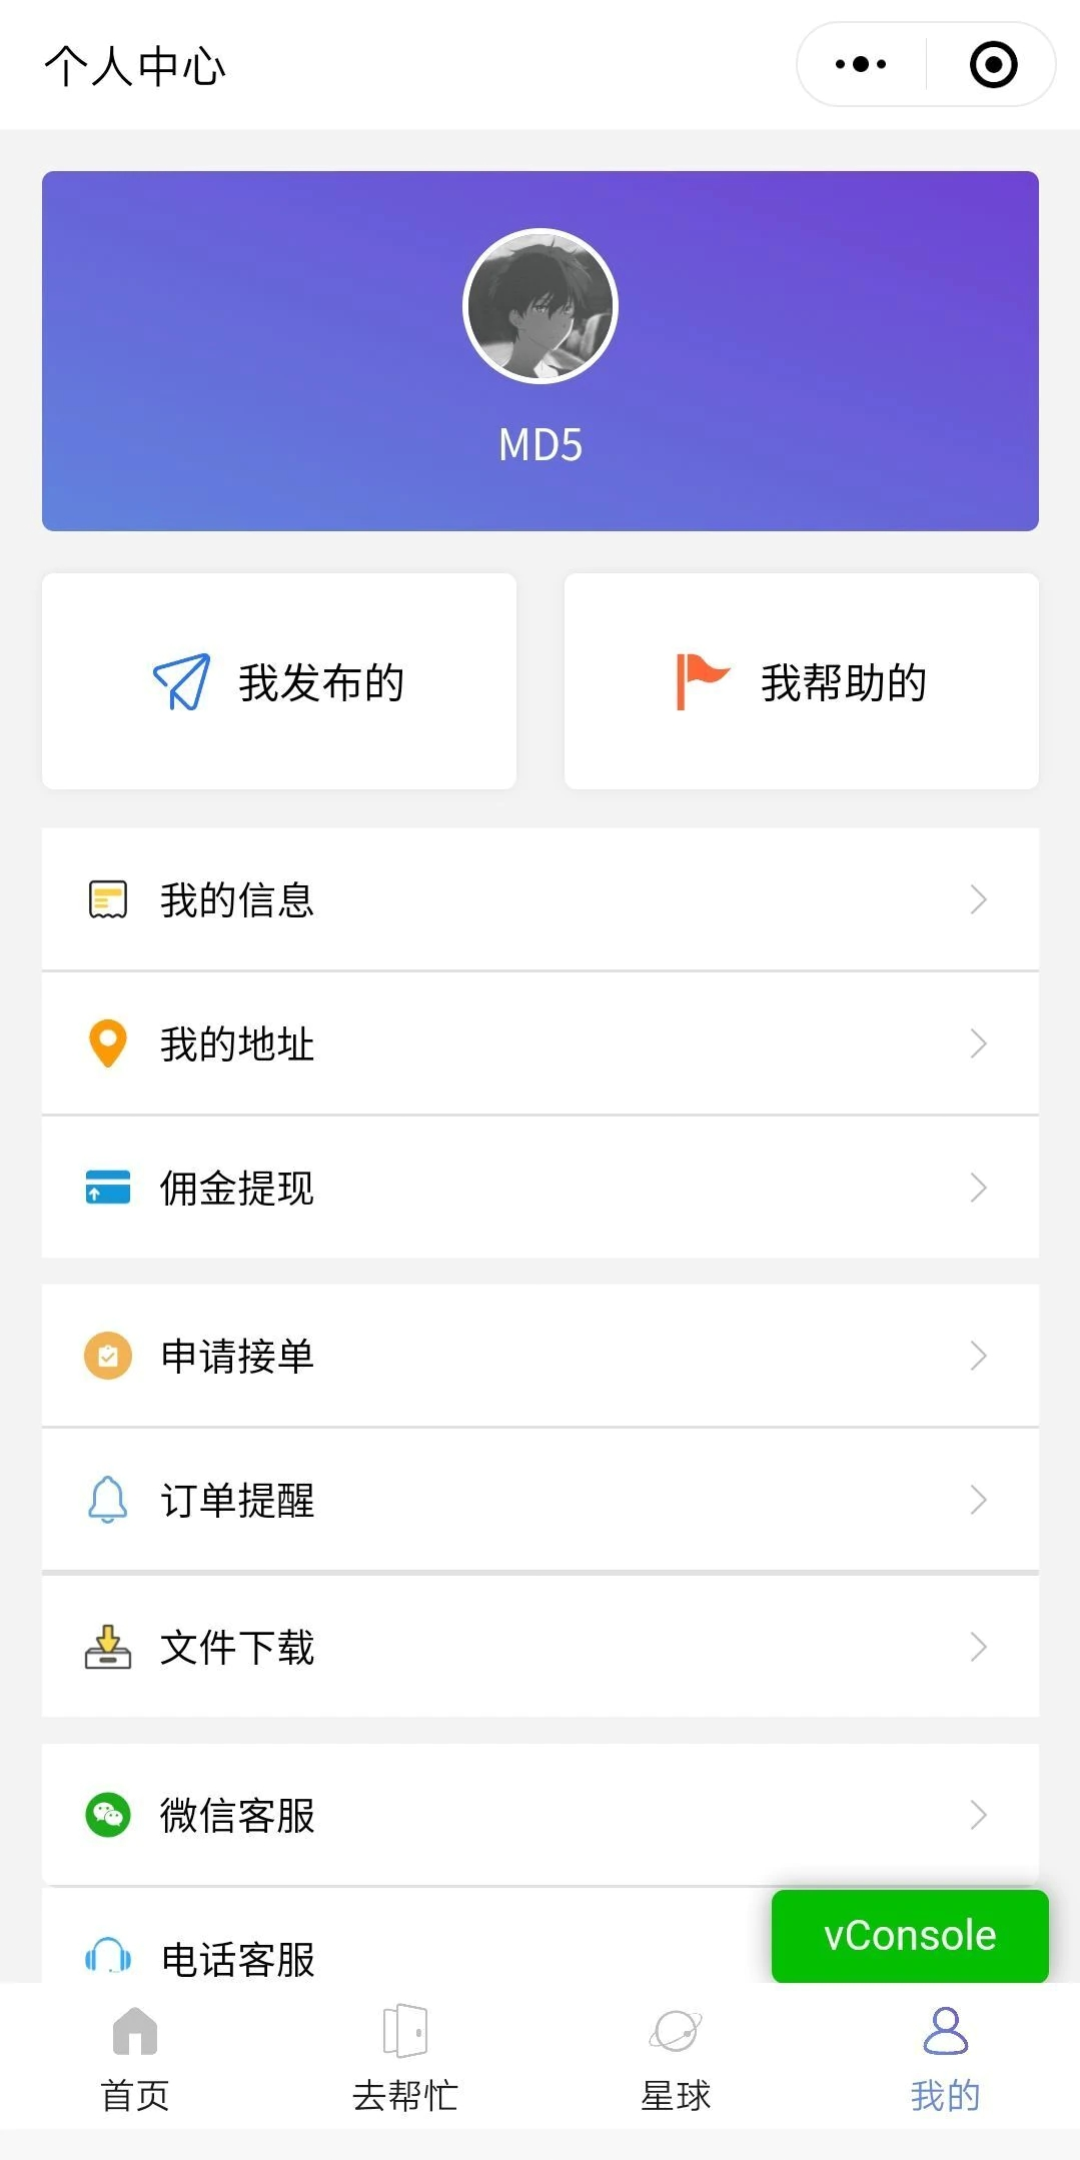 个人中心
MD5
我发布的
我帮助的
我的信息
我的地址
佣金提现
申请接单
订单提醒
文件下载
微信客服
电话客服
vConsole
首页
去帮忙
星球
我的